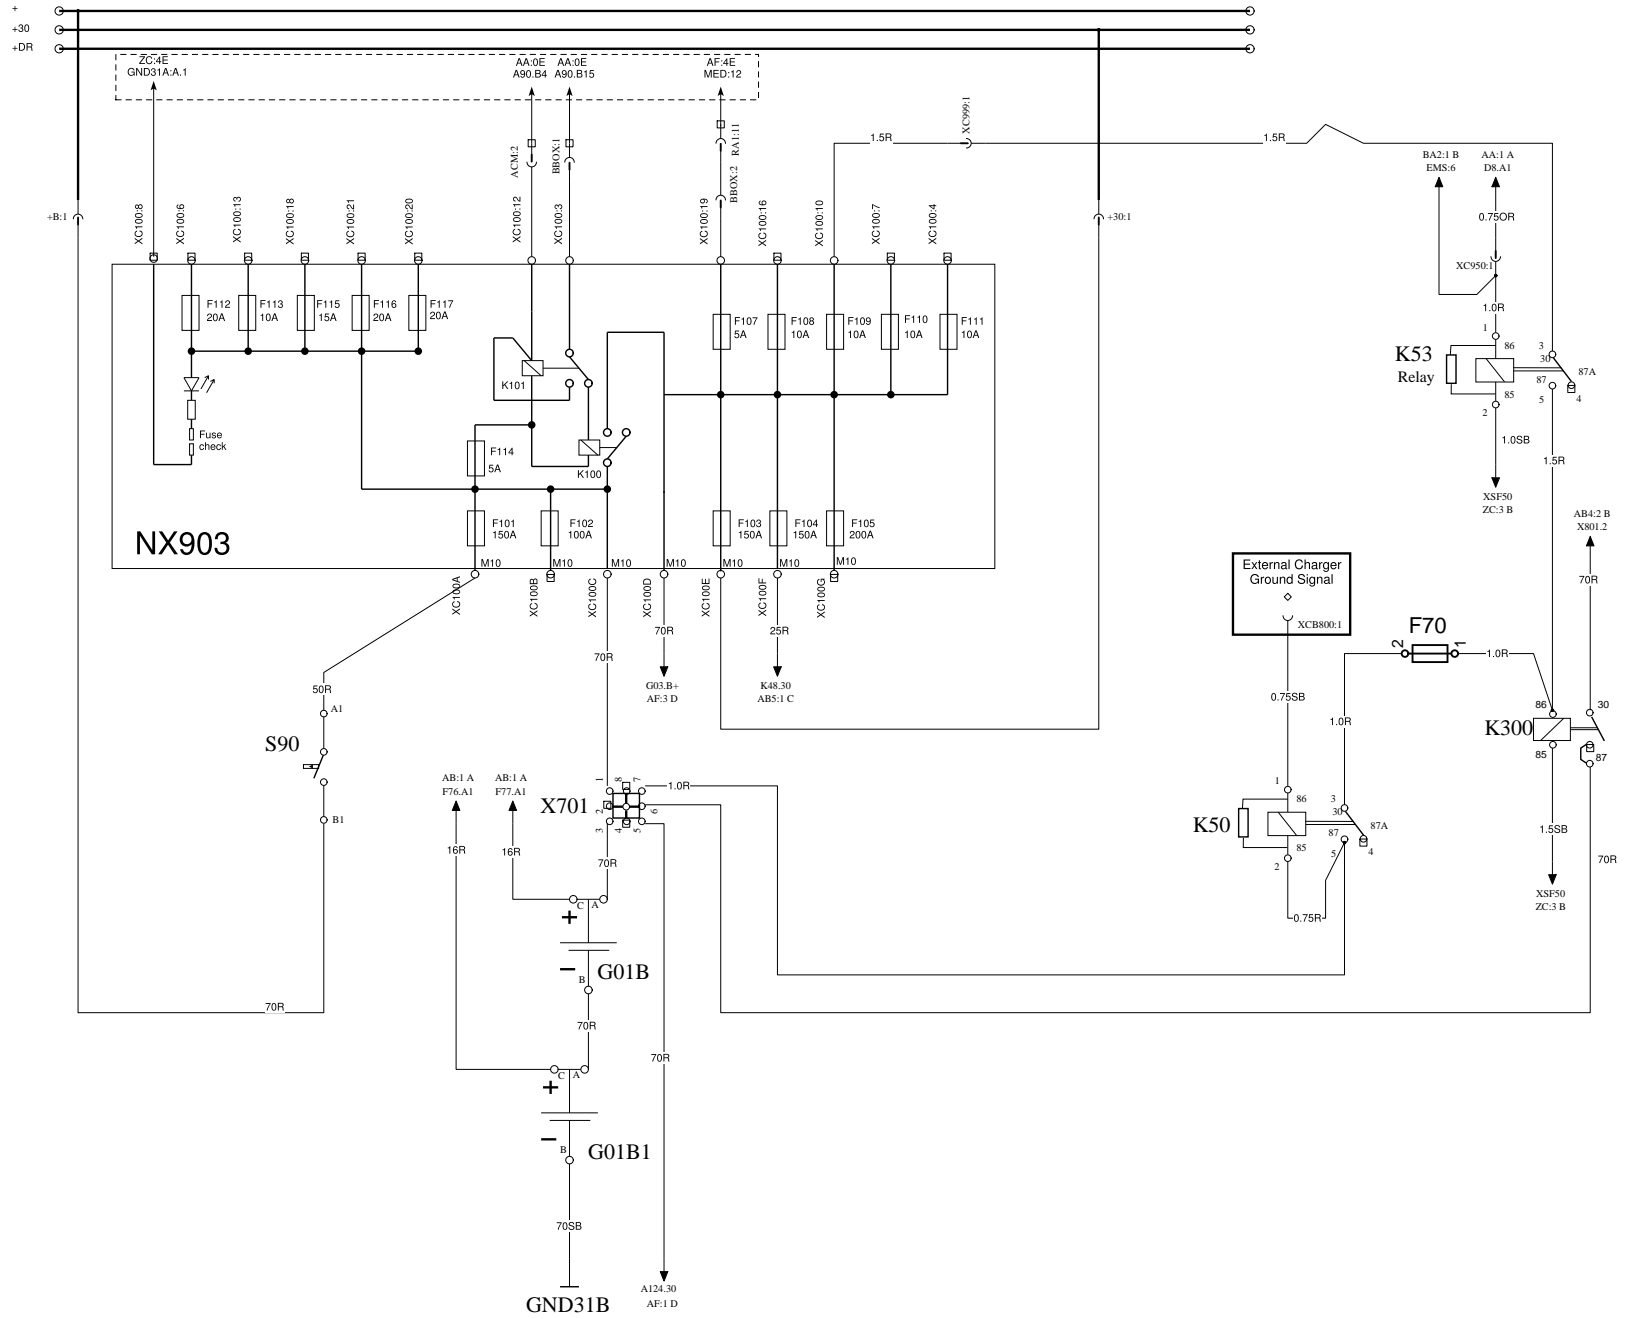 +
+30
+DR
ZC:4E
GND31A:A.1
AA:0E
A90.B4
AA:0E
A90.B15
AF:4E
MED:12
ACM:2
BBOX:1
RA1:11
BBOX:2
XC999:1
1.5R
1.5R
BA2:1 B
EMS:6
AA:1 A
D8.A1
0.75OR
XC950:1
1.0R
+B:1
+30:1
XC100:8
XC100:6
XC100:13
XC100:18
XC100:21
XC100:20
XC100:12
XC100:3
XC100:19
XC100:16
XC100:10
XC100:7
XC100:4
F112
20A
F113
10A
F115
15A
F116
20A
F117
20A
F107
5A
F108
10A
F109
10A
F110
10A
F111
10A
K101
Fuse
check
F114
5A
K100
K53
Relay
1
86
3
30
87A
87
85
5
4
2
1.0SB
1.5R
XSF50
ZC:3 B
NX903
F101
150A
F102
100A
F103
150A
F104
150A
F105
200A
M10
M10
M10
M10
M10
M10
M10
XC100A
XC100B
XC100C
XC100D
XC100E
XC100F
XC100G
AB4:2 B
X801.2
70R
External Charger
Ground Signal
XCB800:1
F70
2
1
1.0R
70R
70R
25R
G03.B+
AF:3 D
K48.30
AB5:1 C
50R
A1
S90
B1
0.75SB
1.0R
86
30
K300
85
87
AB:1 A
F76.A1
AB:1 A
F77.A1
X701
1
8
7
2
6
3
4
5
1.0R
16R
16R
70R
K50
1
86
3
30
87A
87
85
5
4
2
1.5SB
70R
XSF50
ZC:3 B
0.75R
C
A
+
−
G01B
B
70R
70R
70R
C
A
+
−
G01B1
B
70SB
A124.30
AF:1 D
GND31B